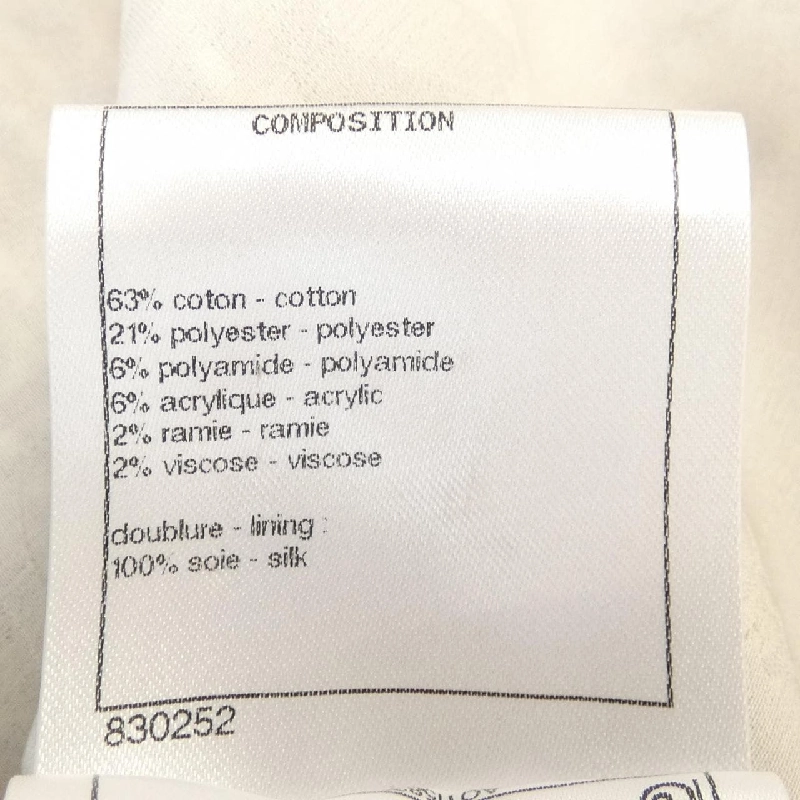 COMPOSITION
63% coton - cotton
21% polyester - polyester
6% polyamide - polyamide
6% acrylique - acrylic
2% ramie - ramie
2% viscose - viscose
doublure - lining :
100% soie - silk
830252